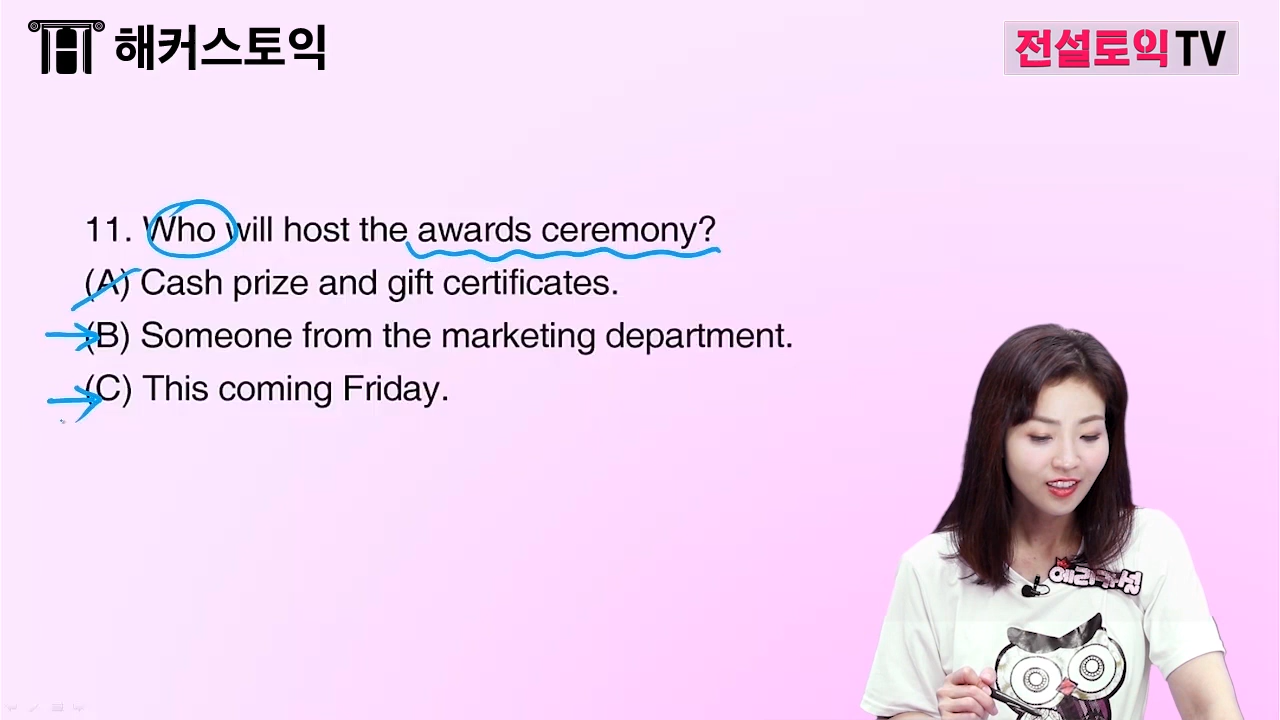 해커스토익
전설토익TV
11. Who will host the awards ceremony?
(A) Cash prize and gift certificates.
(B) Someone from the marketing department.
(C) This coming Friday.